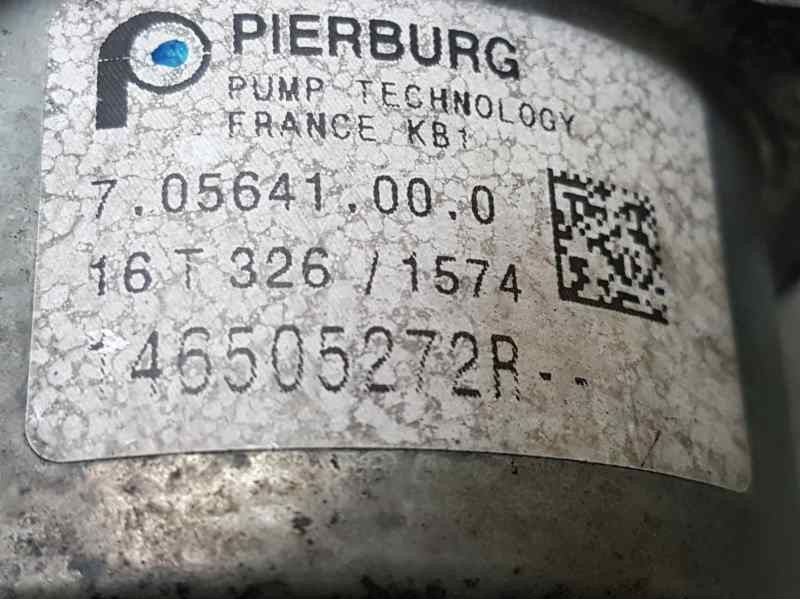 PIERBURG
PUMP TECHNOLOGY
FRANCE KB1
7.05641.00.0
16 T 326 / 1574
146505272R--